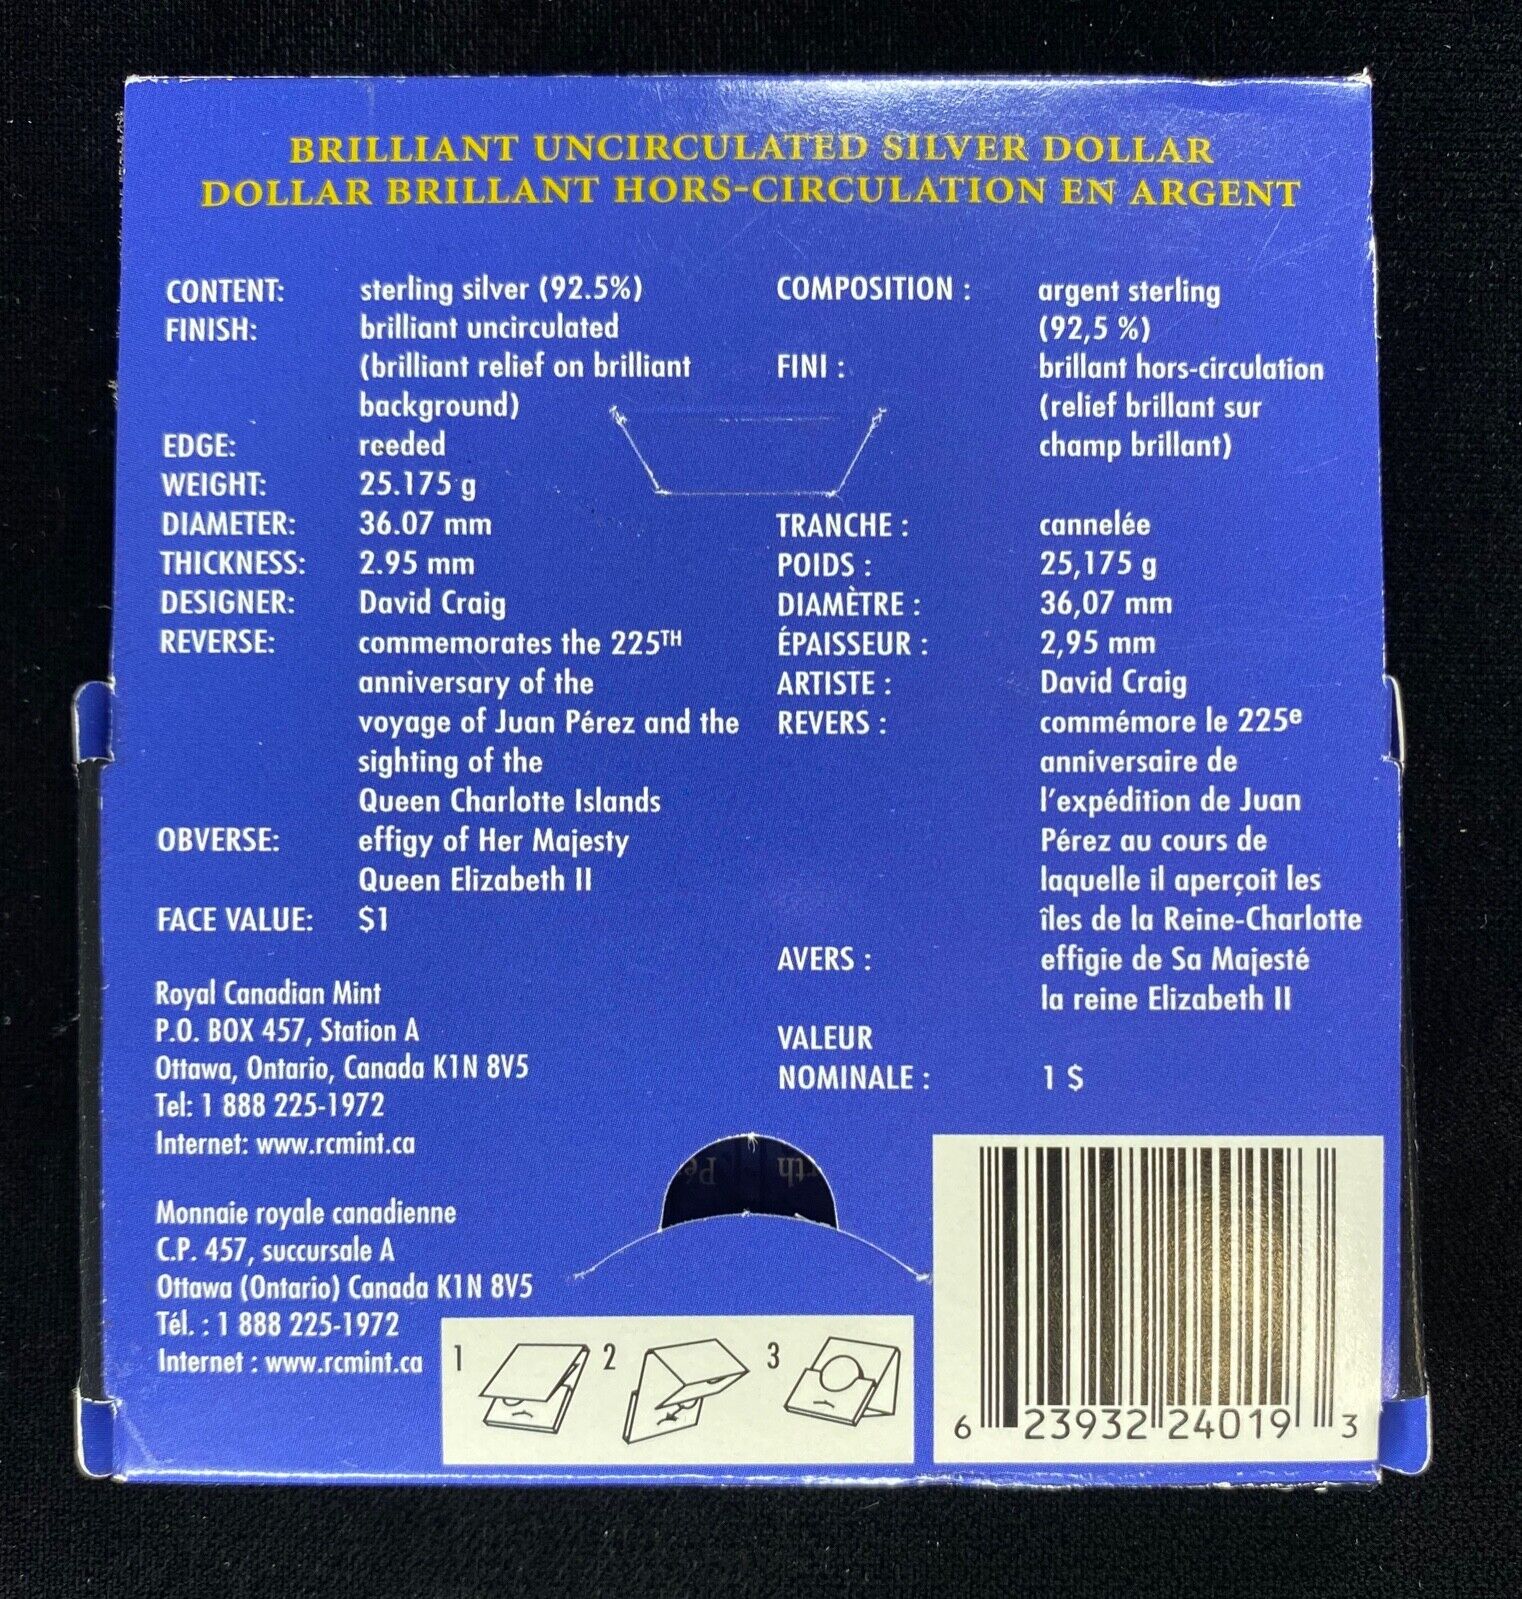 BRILLIANT UNCIRCULATED SILVER DOLLAR
DOLLAR BRILLANT HORS-CIRCULATION EN ARGENT
CONTENT: sterling silver (92.5%)
FINISH: brilliant uncirculated
(brilliant relief on brilliant
background)
EDGE: reeded
WEIGHT: 25.175 g
DIAMETER: 36.07 mm
THICKNESS: 2.95 mm
DESIGNER: David Craig
REVERSE: commemorates the 225TH
anniversary of the
voyage of Juan Pérez and the
sighting of the
Queen Charlotte Islands
OBVERSE: effigy of Her Majesty
Queen Elizabeth II
FACE VALUE: $1
Royal Canadian Mint
P.O. BOX 457, Station A
Ottawa, Ontario, Canada K1N 8V5
Tel: 1 888 225-1972
Internet: www.rcmint.ca
Monnaie royale canadienne
C.P. 457, succursale A
Ottawa (Ontario) Canada K1N 8V5
Tél. : 1 888 225-1972
Internet : www.rcmint.ca
COMPOSITION : argent sterling
(92,5 %)
FINI : brillant hors-circulation
(relief brillant sur
champ brillant)
TRANCHE : cannelée
POIDS : 25,175 g
DIAMÈTRE : 36,07 mm
ÉPAISSEUR : 2,95 mm
ARTISTE : David Craig
REVERS : commémore le 225e
anniversaire de
l'expédition de Juan
Pérez au cours de
laquelle il aperçoit les
îles de la Reine-Charlotte
AVERS : effigie de Sa Majesté
la reine Elizabeth II
VALEUR
NOMINALE : 1 $
th Pé
1 2 3
6 23932 24019 3